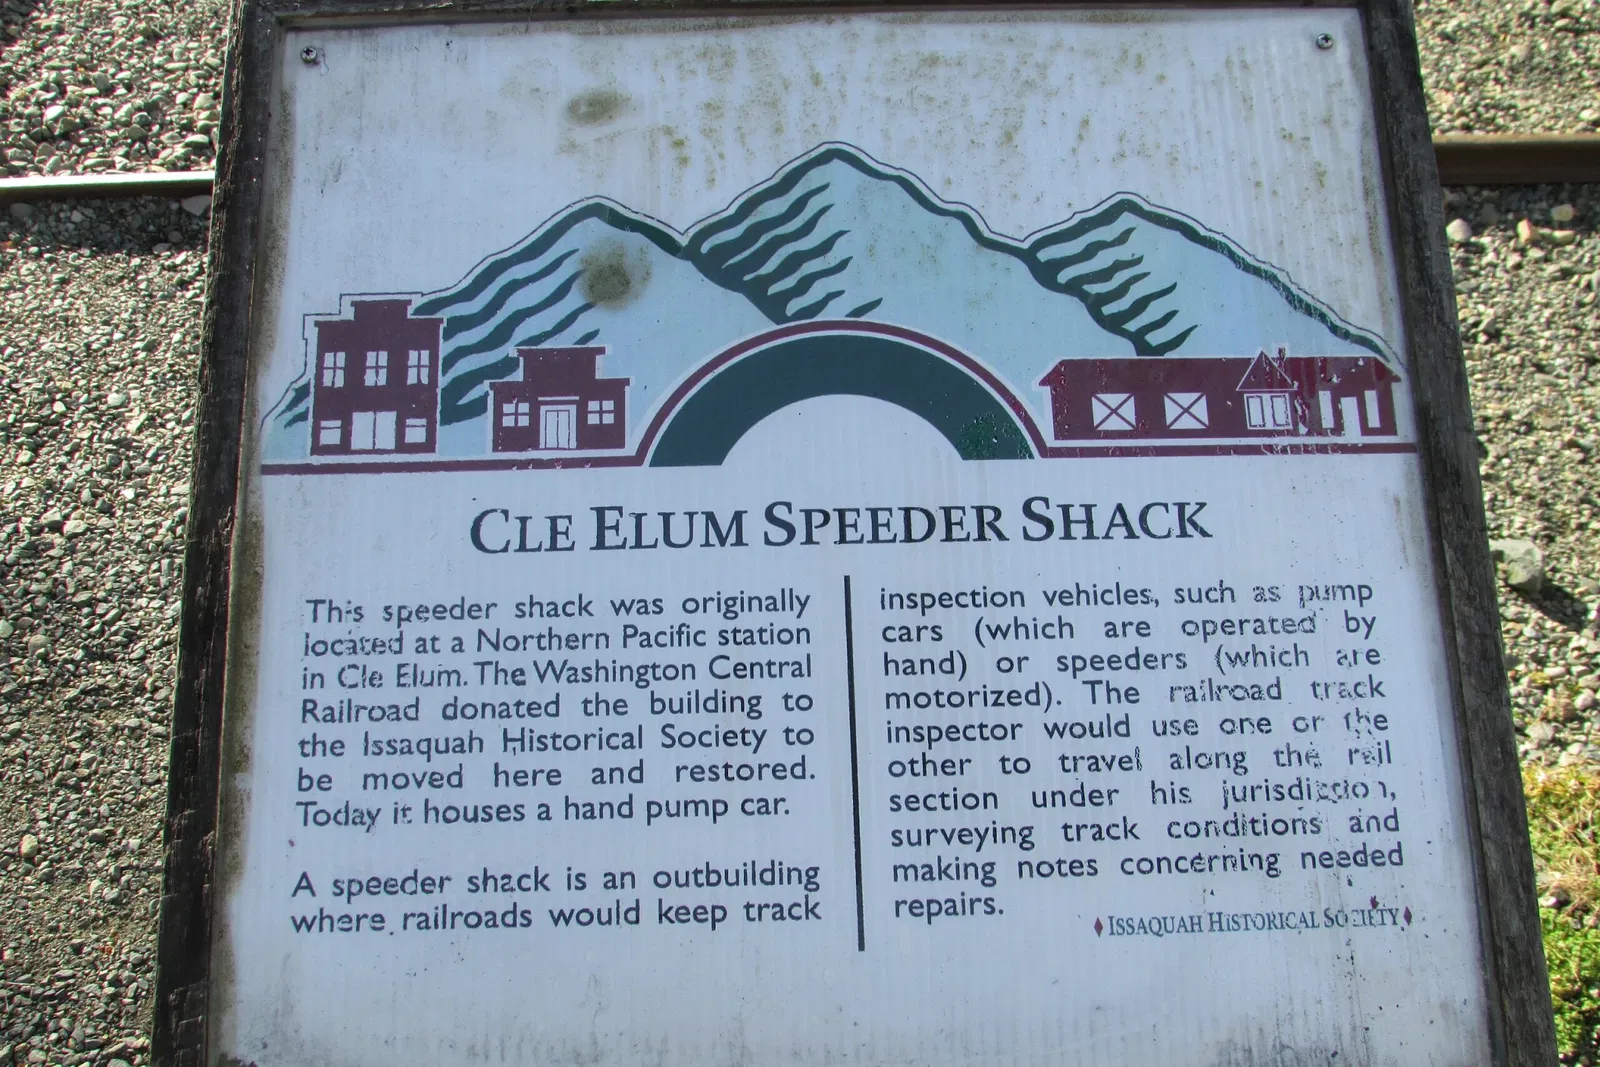 CLE ELUM SPEEDER SHACK
This speeder shack was originally
located at a Northern Pacific station
in Cle Elum. The Washington Central
Railroad donated the building to
the Issaquah Historical Society to
be moved here and restored.
Today it houses a hand pump car.
A speeder shack is an outbuilding
where railroads would keep track
inspection vehicles, such as pump
cars (which are operated by
hand) or speeders (which are
motorized). The railroad track
inspector would use one or the
other to travel along the rail
section under his jurisdiction,
surveying track conditions and
making notes concerning needed
repairs.
♦ISSAQUAH HISTORICAL SOCIETY♦